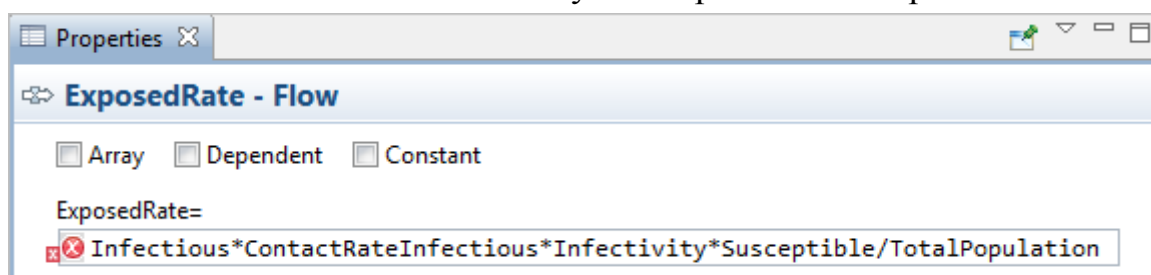 Properties
ExposedRate - Flow
Array Dependent Constant
ExposedRate=
Infectious*ContactRateInfectious*Infectivity*Susceptible/TotalPopulation